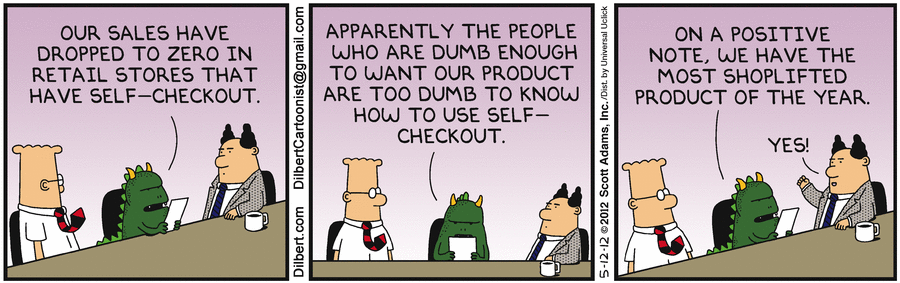 OUR SALES HAVE
DROPPED TO ZERO IN
RETAIL STORES THAT
HAVE SELF-CHECKOUT.
Dilbert.com DilbertCartoonist@gmail.com
APPARENTLY THE PEOPLE
WHO ARE DUMB ENOUGH
TO WANT OUR PRODUCT
ARE TOO DUMB TO KNOW
HOW TO USE SELF-
CHECKOUT.
5-12-12 © 2012 Scott Adams, Inc. /Dist. by Universal Uclick
ON A POSITIVE
NOTE, WE HAVE THE
MOST SHOPLIFTED
PRODUCT OF THE YEAR.
YES!